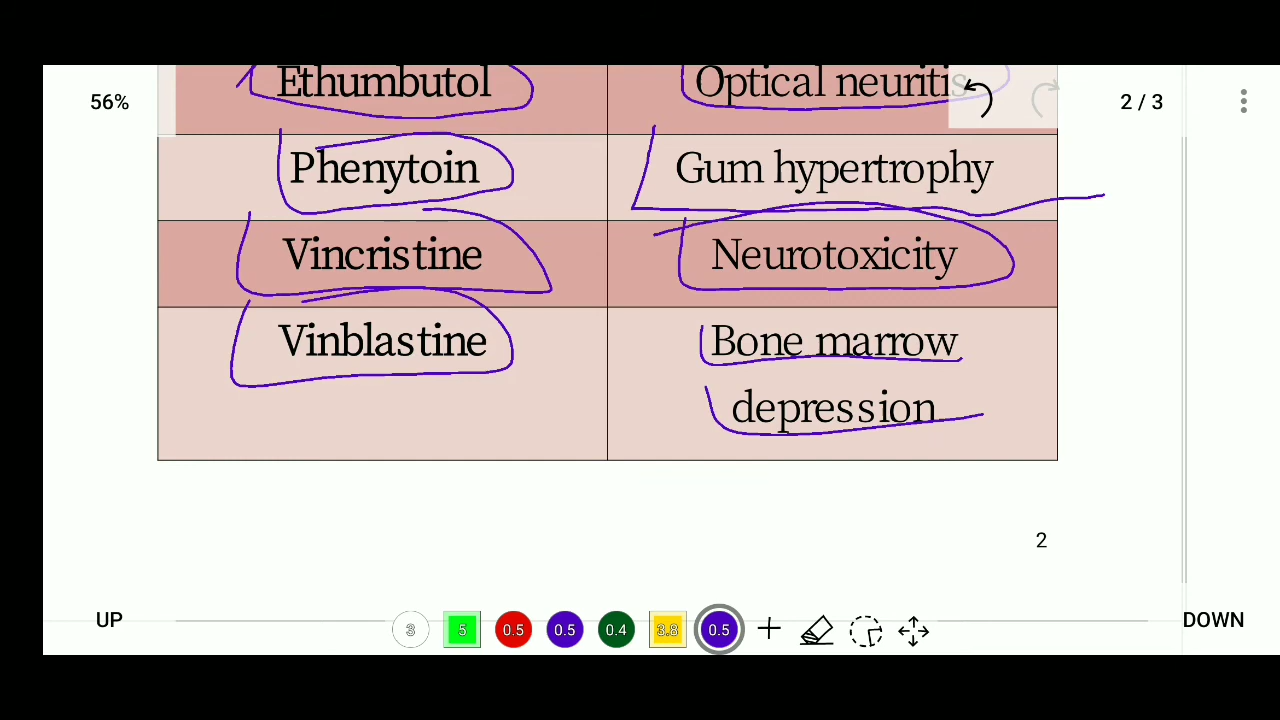 Ethumbutol
Optical neuritis
56%
2 / 3
Phenytoin
Gum hypertrophy
Vincristine
Neurotoxicity
Vinblastine
Bone marrow
depression
2
UP
3
5
0.5
0.5
0.4
3.8
0.5
DOWN